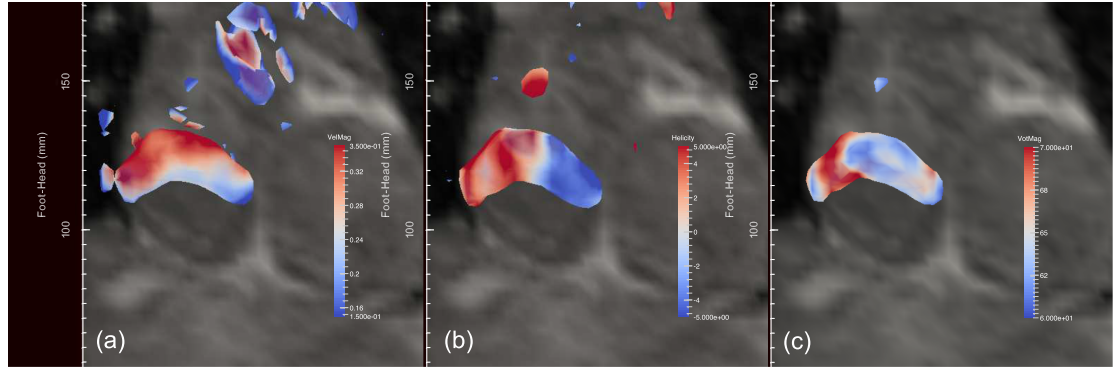 Foot-Head (mm)
150
100
VelMag
3.500e-01
0.32
0.28
0.24
0.2
0.16
1.500e-01
(a)
Foot-Head (mm)
150
100
Helicity
5.000e+00
4
2
0
-2
-4
-5.000e+00
(b)
Foot-Head (mm)
150
100
VotMag
7.000e+01
68
65
62
6.000e+01
(c)